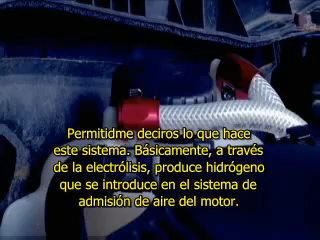 Permitidme deciros lo que hace
este sistema. Básicamente, a través
de la electrólisis, produce hidrógeno
que se introduce en el sistema de
admisión de aire del motor.